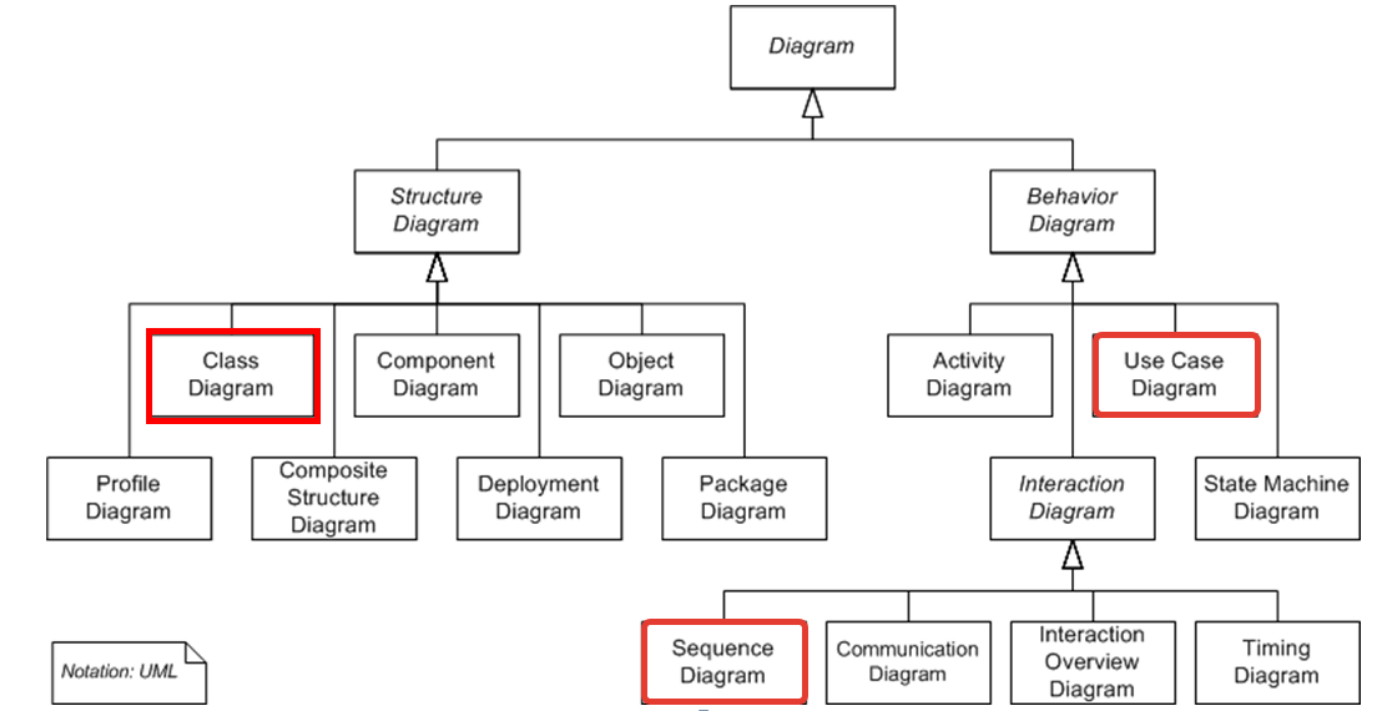 Diagram
Structure
Diagram
Behavior
Diagram
Class
Diagram
Component
Diagram
Object
Diagram
Activity
Diagram
Use Case
Diagram
Profile
Diagram
Composite
Structure
Diagram
Deployment
Diagram
Package
Diagram
Interaction
Diagram
State Machine
Diagram
Sequence
Diagram
Communication
Diagram
Interaction
Overview
Diagram
Timing
Diagram
Notation: UML